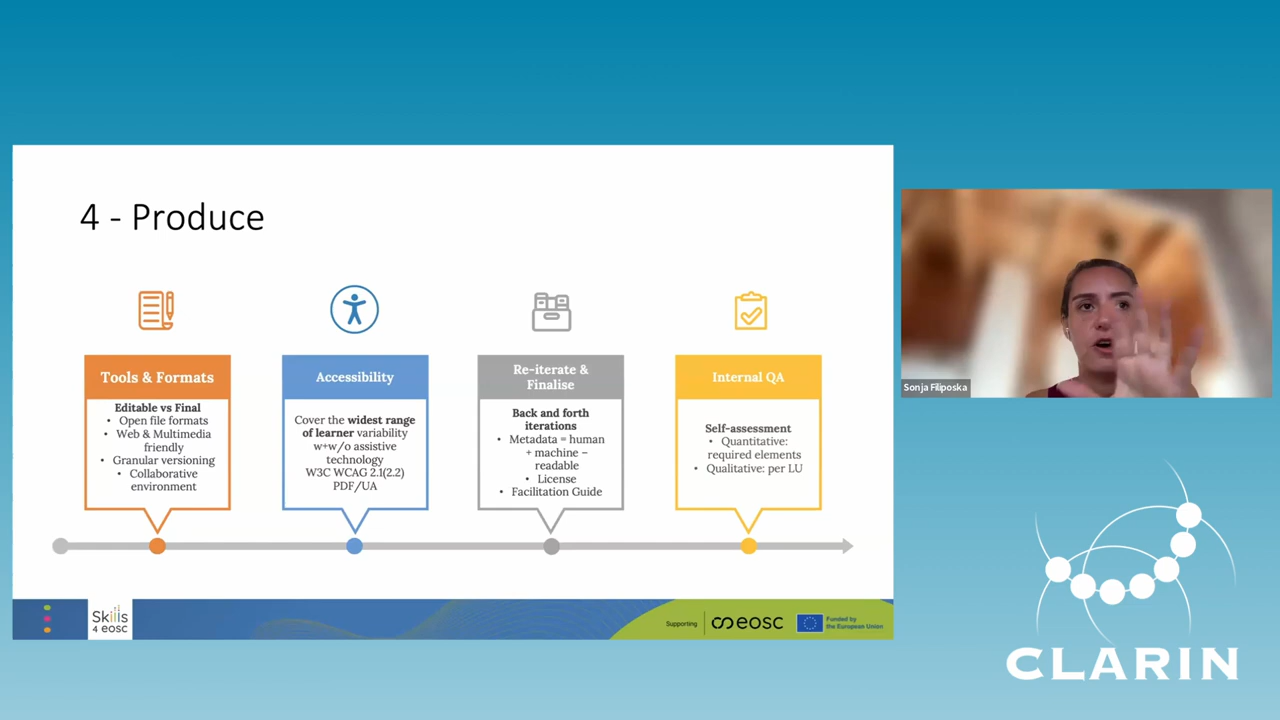 4 - Produce
Tools & Formats
Editable vs Final
• Open file formats
• Web & Multimedia
friendly
• Granular versioning
• Collaborative
environment
Accessibility
Cover the widest range
of learner variability
w+w/o assistive
technology
W3C WCAG 2.1(2.2)
PDF/UA
Re-iterate &
Finalise
Back and forth
iterations
• Metadata = human
+ machine –
readable
• License
• Facilitation Guide
Internal QA
Self-assessment
• Quantitative:
required elements
• Qualitative: per LU
Skills
4 eosc
Supporting
eosc
Funded by
the European Union
Sonja Filiposka
CLARIN